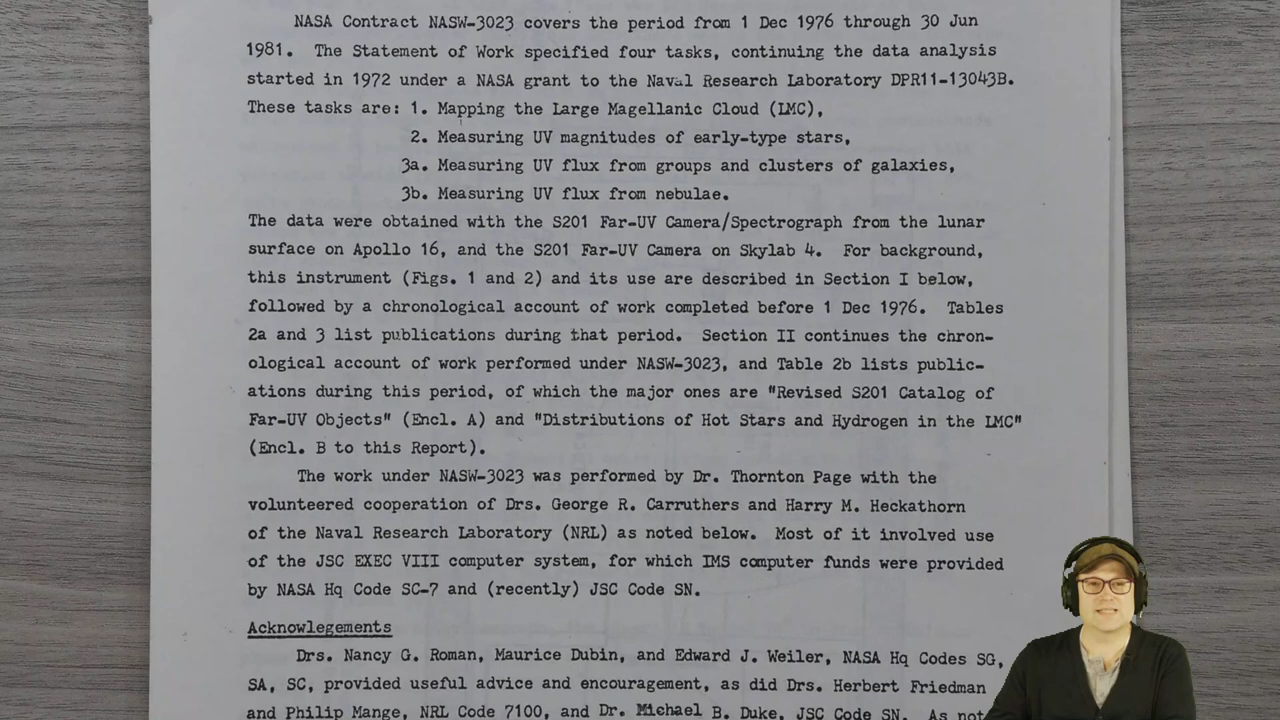 NASA Contract NASW-3023 covers the period from 1 Dec 1976 through 30 Jun
1981. The Statement of Work specified four tasks, continuing the data analysis
started in 1972 under a NASA grant to the Naval Research Laboratory DPR11-13043B.
These tasks are: 1. Mapping the Large Magellanic Cloud (LMC),
2. Measuring UV magnitudes of early-type stars,
3a. Measuring UV flux from groups and clusters of galaxies,
3b. Measuring UV flux from nebulae.
The data were obtained with the S201 Far-UV Camera/Spectrograph from the lunar
surface on Apollo 16, and the S201 Far-UV Camera on Skylab 4. For background,
this instrument (Figs. 1 and 2) and its use are described in Section I below,
followed by a chronological account of work completed before 1 Dec 1976. Tables
2a and 3 list publications during that period. Section II continues the chron-
ological account of work performed under NASW-3023, and Table 2b lists public-
ations during this period, of which the major ones are "Revised S201 Catalog of
Far-UV Objects" (Encl. A) and "Distributions of Hot Stars and Hydrogen in the LMC"
(Encl. B to this Report).
The work under NASW-3023 was performed by Dr. Thornton Page with the
volunteered cooperation of Drs. George R. Carruthers and Harry M. Heckathorn
of the Naval Research Laboratory (NRL) as noted below. Most of it involved use
of the JSC EXEC VIII computer system, for which IMS computer funds were provided
by NASA Hq Code SC-7 and (recently) JSC Code SN.
Acknowlegements
Drs. Nancy G. Roman, Maurice Dubin, and Edward J. Weiler, NASA Hq Codes SG,
SA, SC, provided useful advice and encouragement, as did Drs. Herbert Friedman
and Philip Mange, NRL Code 7100, and Dr. Michael B. Duke, JSC Code SN. As